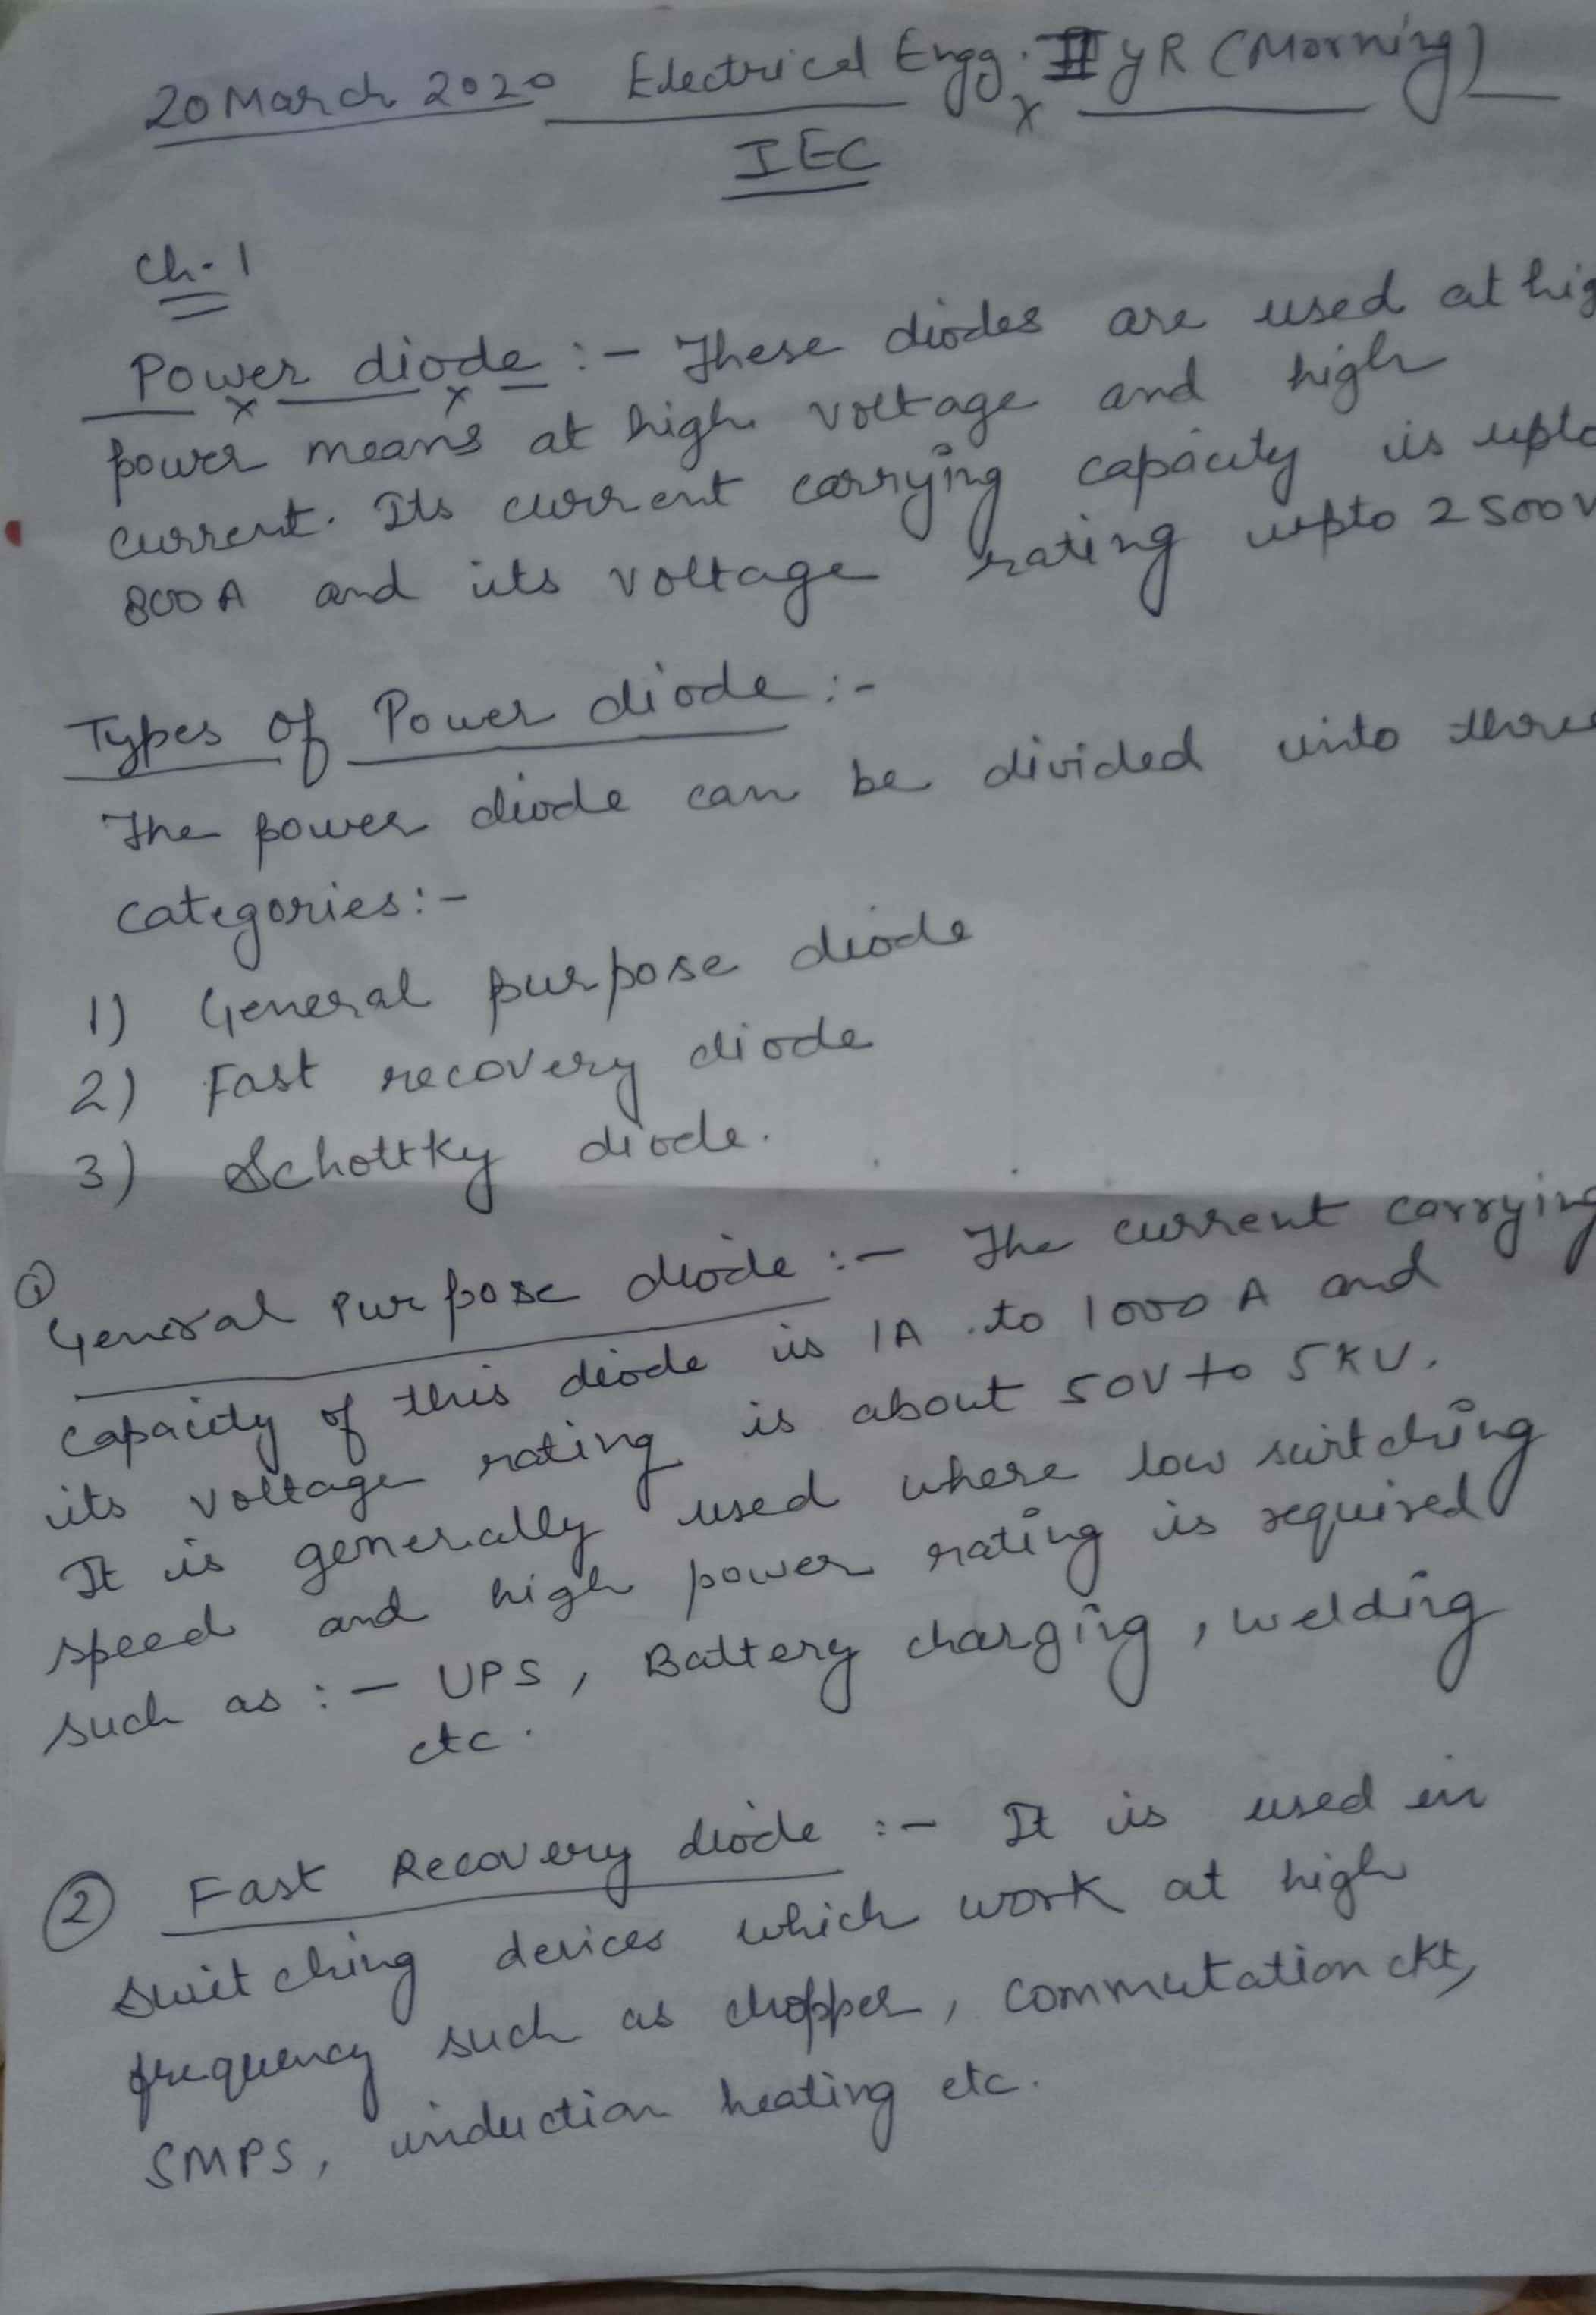 20 March 2020 Electrical Engg. II yR (Morning)
IEC
Ch-1
Power diode :- These diodes are used at hig
power means at high voltage and high
current. Its current carrying capacity is upto
800A and its voltage rating upto 2500V
Types of Power diode :-
The power diode can be divided into three
categories:-
1) General purpose diode
2) Fast recovery diode
3) Schottky diode.
① General Purpose diode :- The current carrying
capacity of this diode is 1A to 1000A and
its voltage rating is about 50V to 5KV.
It is generally used where low switching
speed and high power rating is required
such as :- UPS, Battery charging, welding
etc.
② Fast Recovery diode :- It is used in
switching devices which work at high
frequency such as chopper, commutation ckt,
SMPS, induction heating etc.